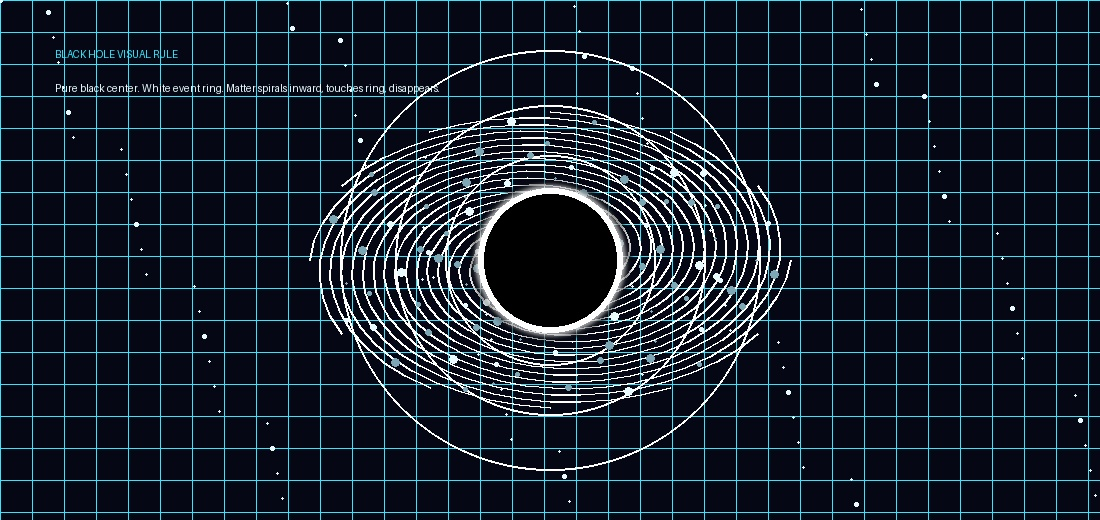 BLACK HOLE VISUAL RULE
Pure black center. White event ring. Matter spirals inward, touches ring, disappears.